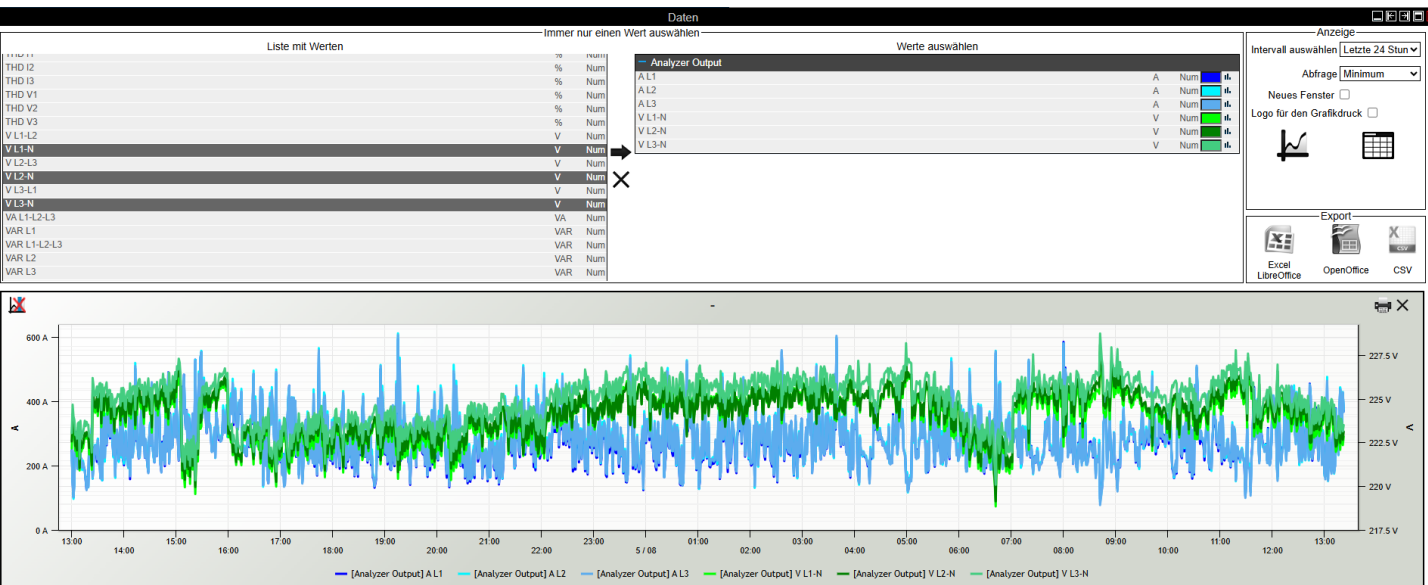 Daten
Immer nur einen Wert auswählen
Liste mit Werten
THD I1 % Num
THD I2 % Num
THD I3 % Num
THD V1 % Num
THD V2 % Num
THD V3 % Num
V L1-L2 V Num
V L1-N V Num
V L2-L3 V Num
V L2-N V Num
V L3-L1 V Num
V L3-N V Num
VA L1-L2-L3 VA Num
VAR L1 VAR Num
VAR L1-L2-L3 VAR Num
VAR L2 VAR Num
VAR L3 VAR Num
Werte auswählen
Analyzer Output
A L1 A Num
A L2 A Num
A L3 A Num
V L1-N V Num
V L2-N V Num
V L3-N V Num
Anzeige
Intervall auswählen Letzte 24 Stun
Abfrage Minimum
Neues Fenster
Logo für den Grafikdruck
Export
Excel
LibreOffice
OpenOffice
X
CSV
CSV
-
600 A
400 A
200 A
0 A
A
227.5 V
225 V
222.5 V
220 V
217.5 V
V
13:00 14:00 15:00 16:00 17:00 18:00 19:00 20:00 21:00 22:00 23:00 5 / 08 01:00 02:00 03:00 04:00 05:00 06:00 07:00 08:00 09:00 10:00 11:00 12:00 13:00
[Analyzer Output] A L1 [Analyzer Output] A L2 [Analyzer Output] A L3 [Analyzer Output] V L1-N [Analyzer Output] V L2-N [Analyzer Output] V L3-N